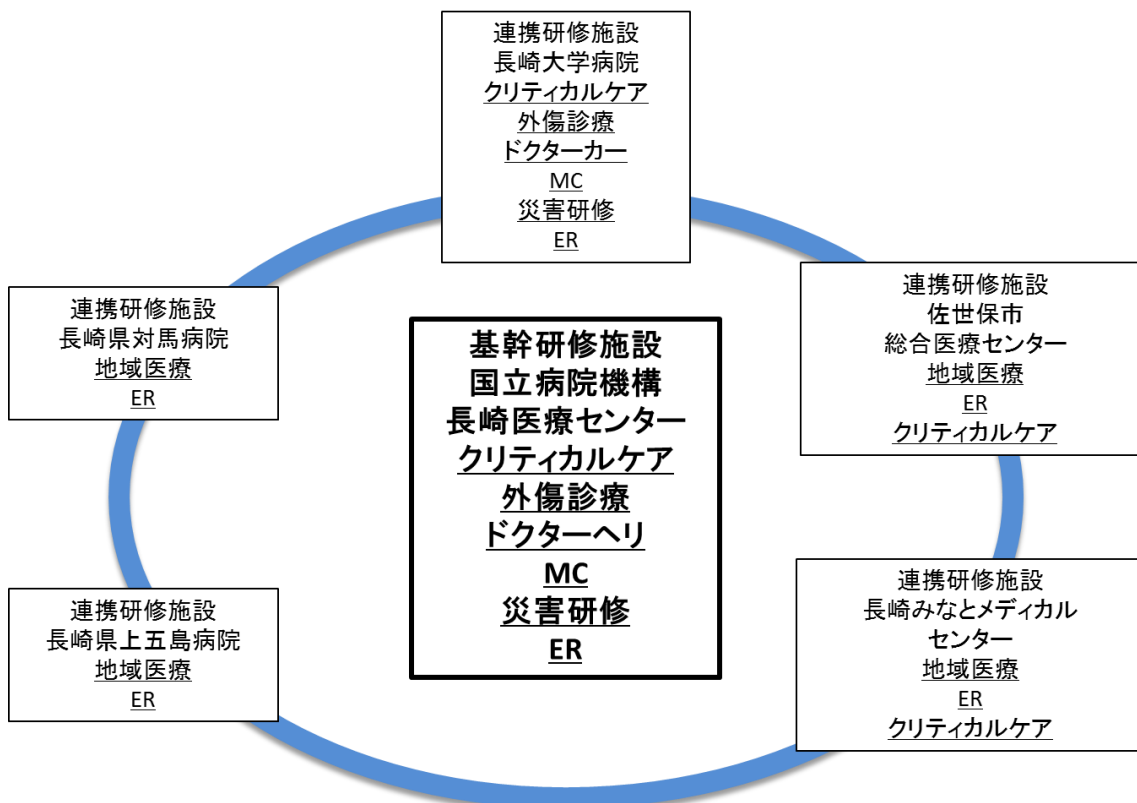 連携研修施設
長崎大学病院
クリティカルケア
外傷診療
ドクターカー
MC
災害研修
ER
連携研修施設
長崎県対馬病院
地域医療
ER
連携研修施設
佐世保市
総合医療センター
地域医療
ER
クリティカルケア
基幹研修施設
国立病院機構
長崎医療センター
クリティカルケア
外傷診療
ドクターヘリ
MC
災害研修
ER
連携研修施設
長崎県上五島病院
地域医療
ER
連携研修施設
長崎みなとメディカル
センター
地域医療
ER
クリティカルケア